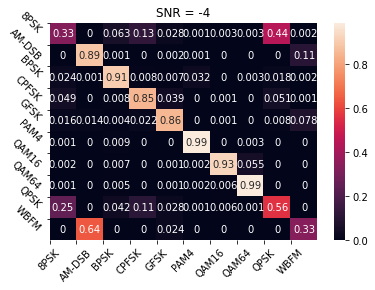 SNR = -4
8PSK 0.33 0 0.063 0.13 0.028 0.001 0.003 0.003 0.44 0.002
AM-DSB 0 0.89 0.001 0 0.002 0.001 0 0 0 0.11
BPSK 0.024 0.001 0.91 0.008 0.007 0.032 0 0.003 0.018 0.002
CPFSK 0.049 0 0.008 0.85 0.039 0 0.001 0 0.051 0.001
GFSK 0.016 0.014 0.004 0.022 0.86 0 0.001 0 0.008 0.078
PAM4 0.001 0 0.009 0 0 0.99 0 0.003 0 0
QAM16 0.002 0 0.007 0 0.001 0.002 0.93 0.055 0 0
QAM64 0.001 0 0.005 0 0.001 0.002 0.006 0.99 0 0
QPSK 0.25 0 0.042 0.11 0.028 0.001 0.006 0.001 0.56 0
WBFM 0 0.64 0 0 0.024 0 0 0 0 0.33
8PSK AM-DSB BPSK CPFSK GFSK PAM4 QAM16 QAM64 QPSK WBFM
0.8
0.6
0.4
0.2
0.0